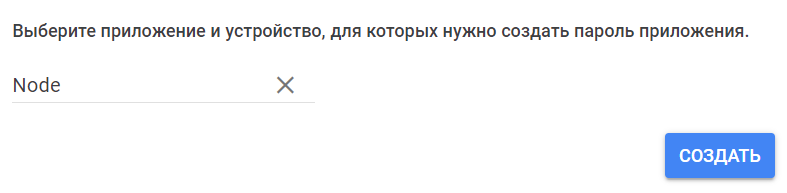 Выберите приложение и устройство, для которых нужно создать пароль приложения.
Node
СОЗДАТЬ